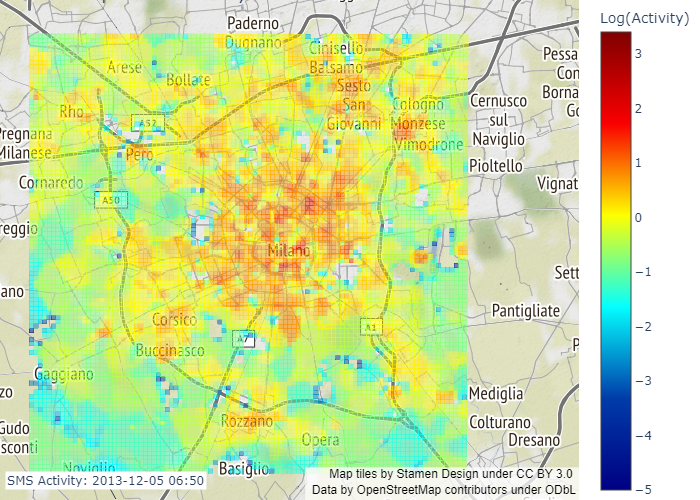 Paderno
Dugnano
Cinisello
Balsamo
Arese
Bollate
Sesto
San
Giovanni
Rho
A52
Pero
Cologno
Monzese
Vimodrone
Cernusco
sul
Naviglio
Pioltello
Pessa
Con
Borna
Go
Vignat
Pregnana
Milanese
Cornaredo
A50
reggio
Milano
ano
Sett
Pantigliate
P
Corsico
Buccinasco
A7
A1
Gaggiano
zo
Gudo
sconti
Rozzano
Opera
Mediglia
Colturano
Dresano
Noviglio
Basiglio
SMS Activity: 2013-12-05 06:50
Map tiles by Stamen Design under CC BY 3.0
Data by OpenStreetMap contributors under ODbL
Log(Activity)
3
2
1
0
−1
−2
−3
−4
−5